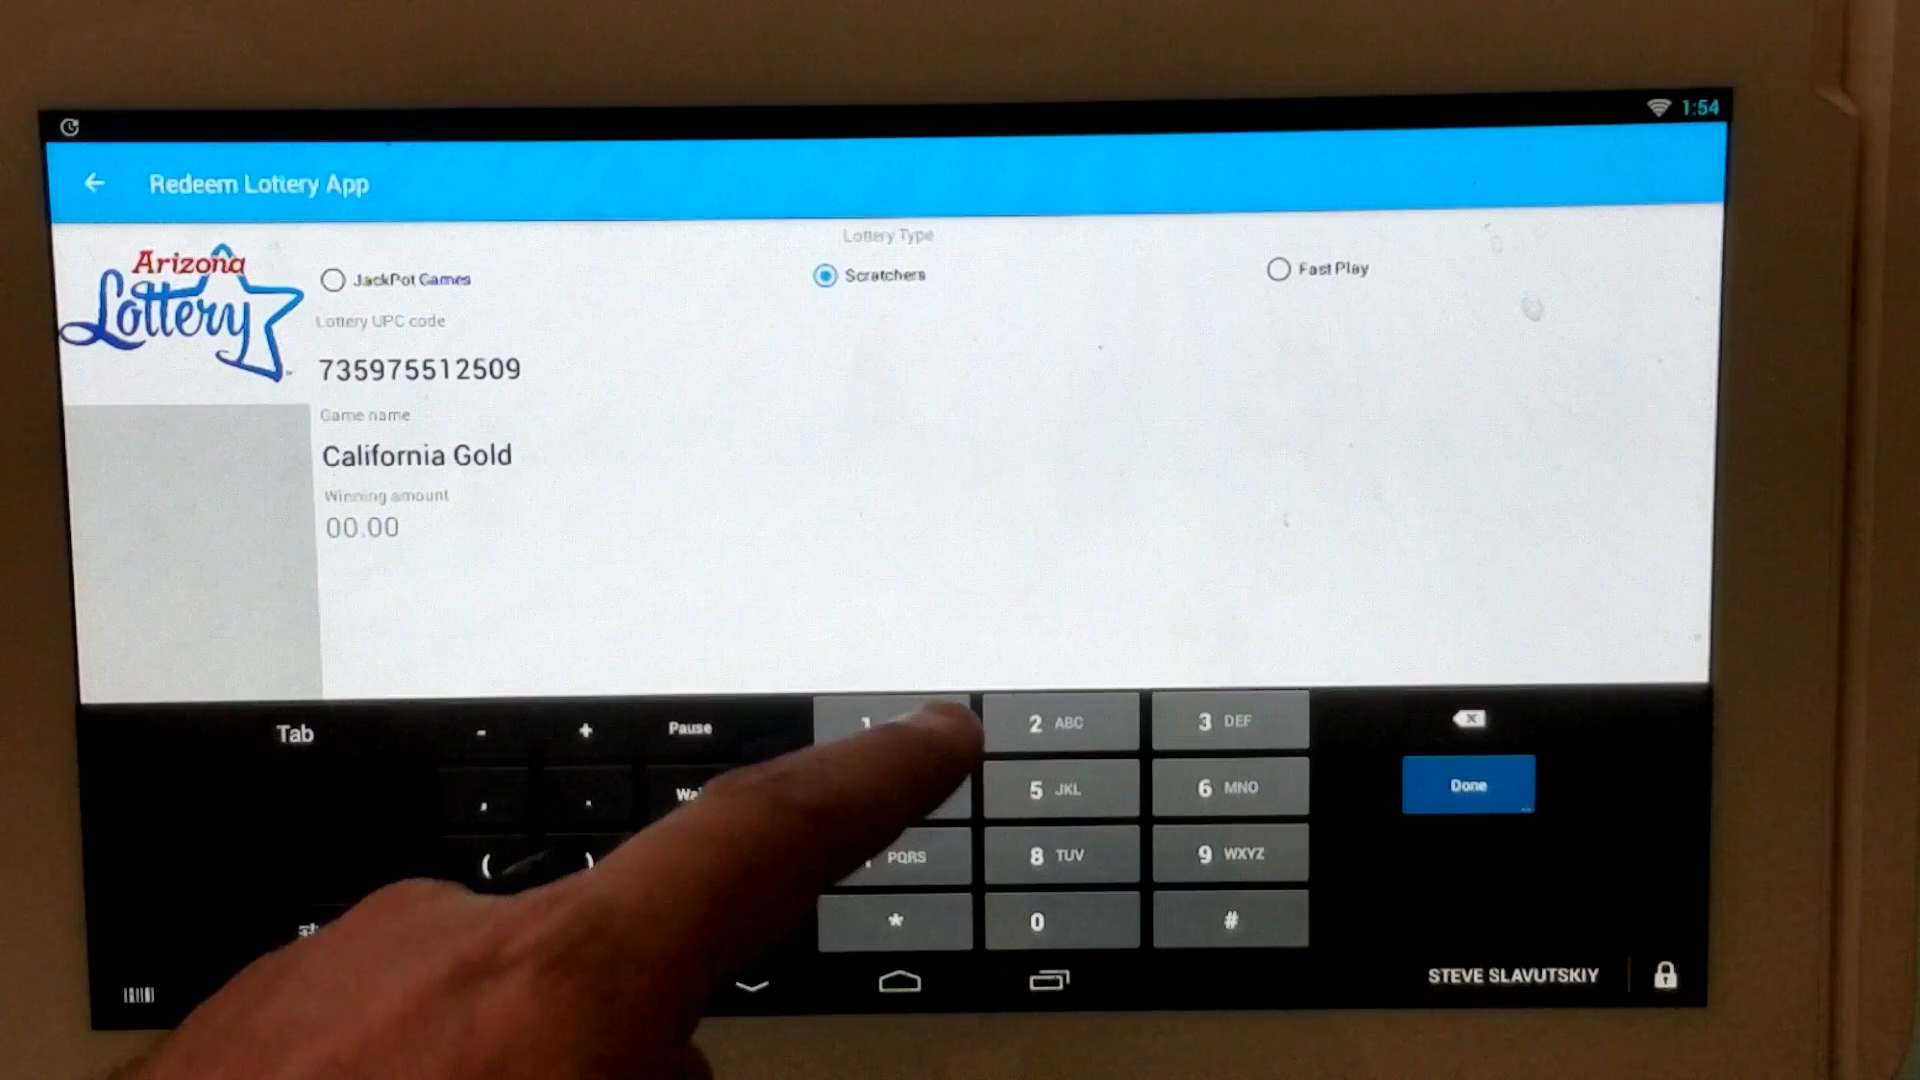 1:54
Redeem Lottery App
Arizona
Lottery
Lottery Type
JackPot Games
Scratchers
Fast Play
Lottery UPC code
735975512509
Game name
California Gold
Winning amount
00.00
Tab - + Pause 1 2 ABC 3 DEF
, . 5 JKL 6 MNO Done
( ) PQRS 8 TUV 9 WXYZ
* 0 #
STEVE SLAVUTSKIY